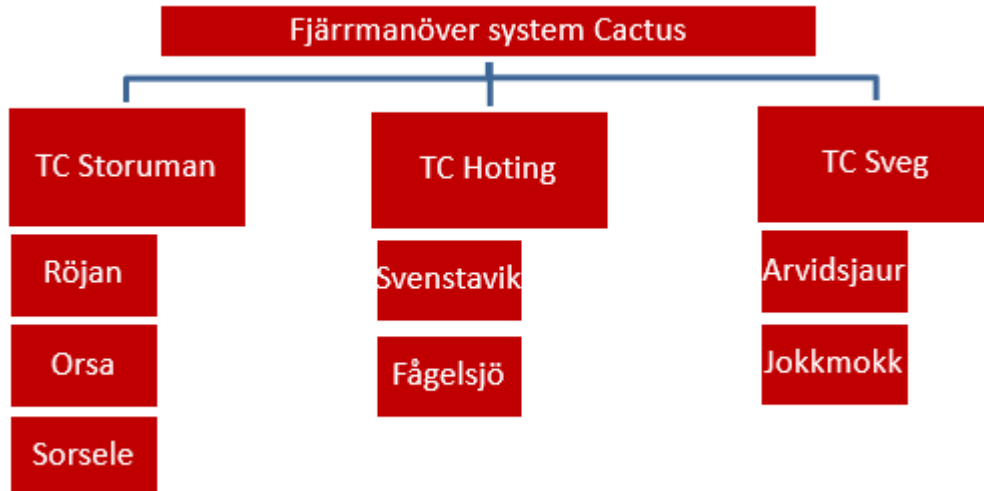 Fjärrmanöver system Cactus
TC Storuman
Röjan
Orsa
Sorsele
TC Hoting
Svenstavik
Fågelsjö
TC Sveg
Arvidsjaur
Jokkmokk